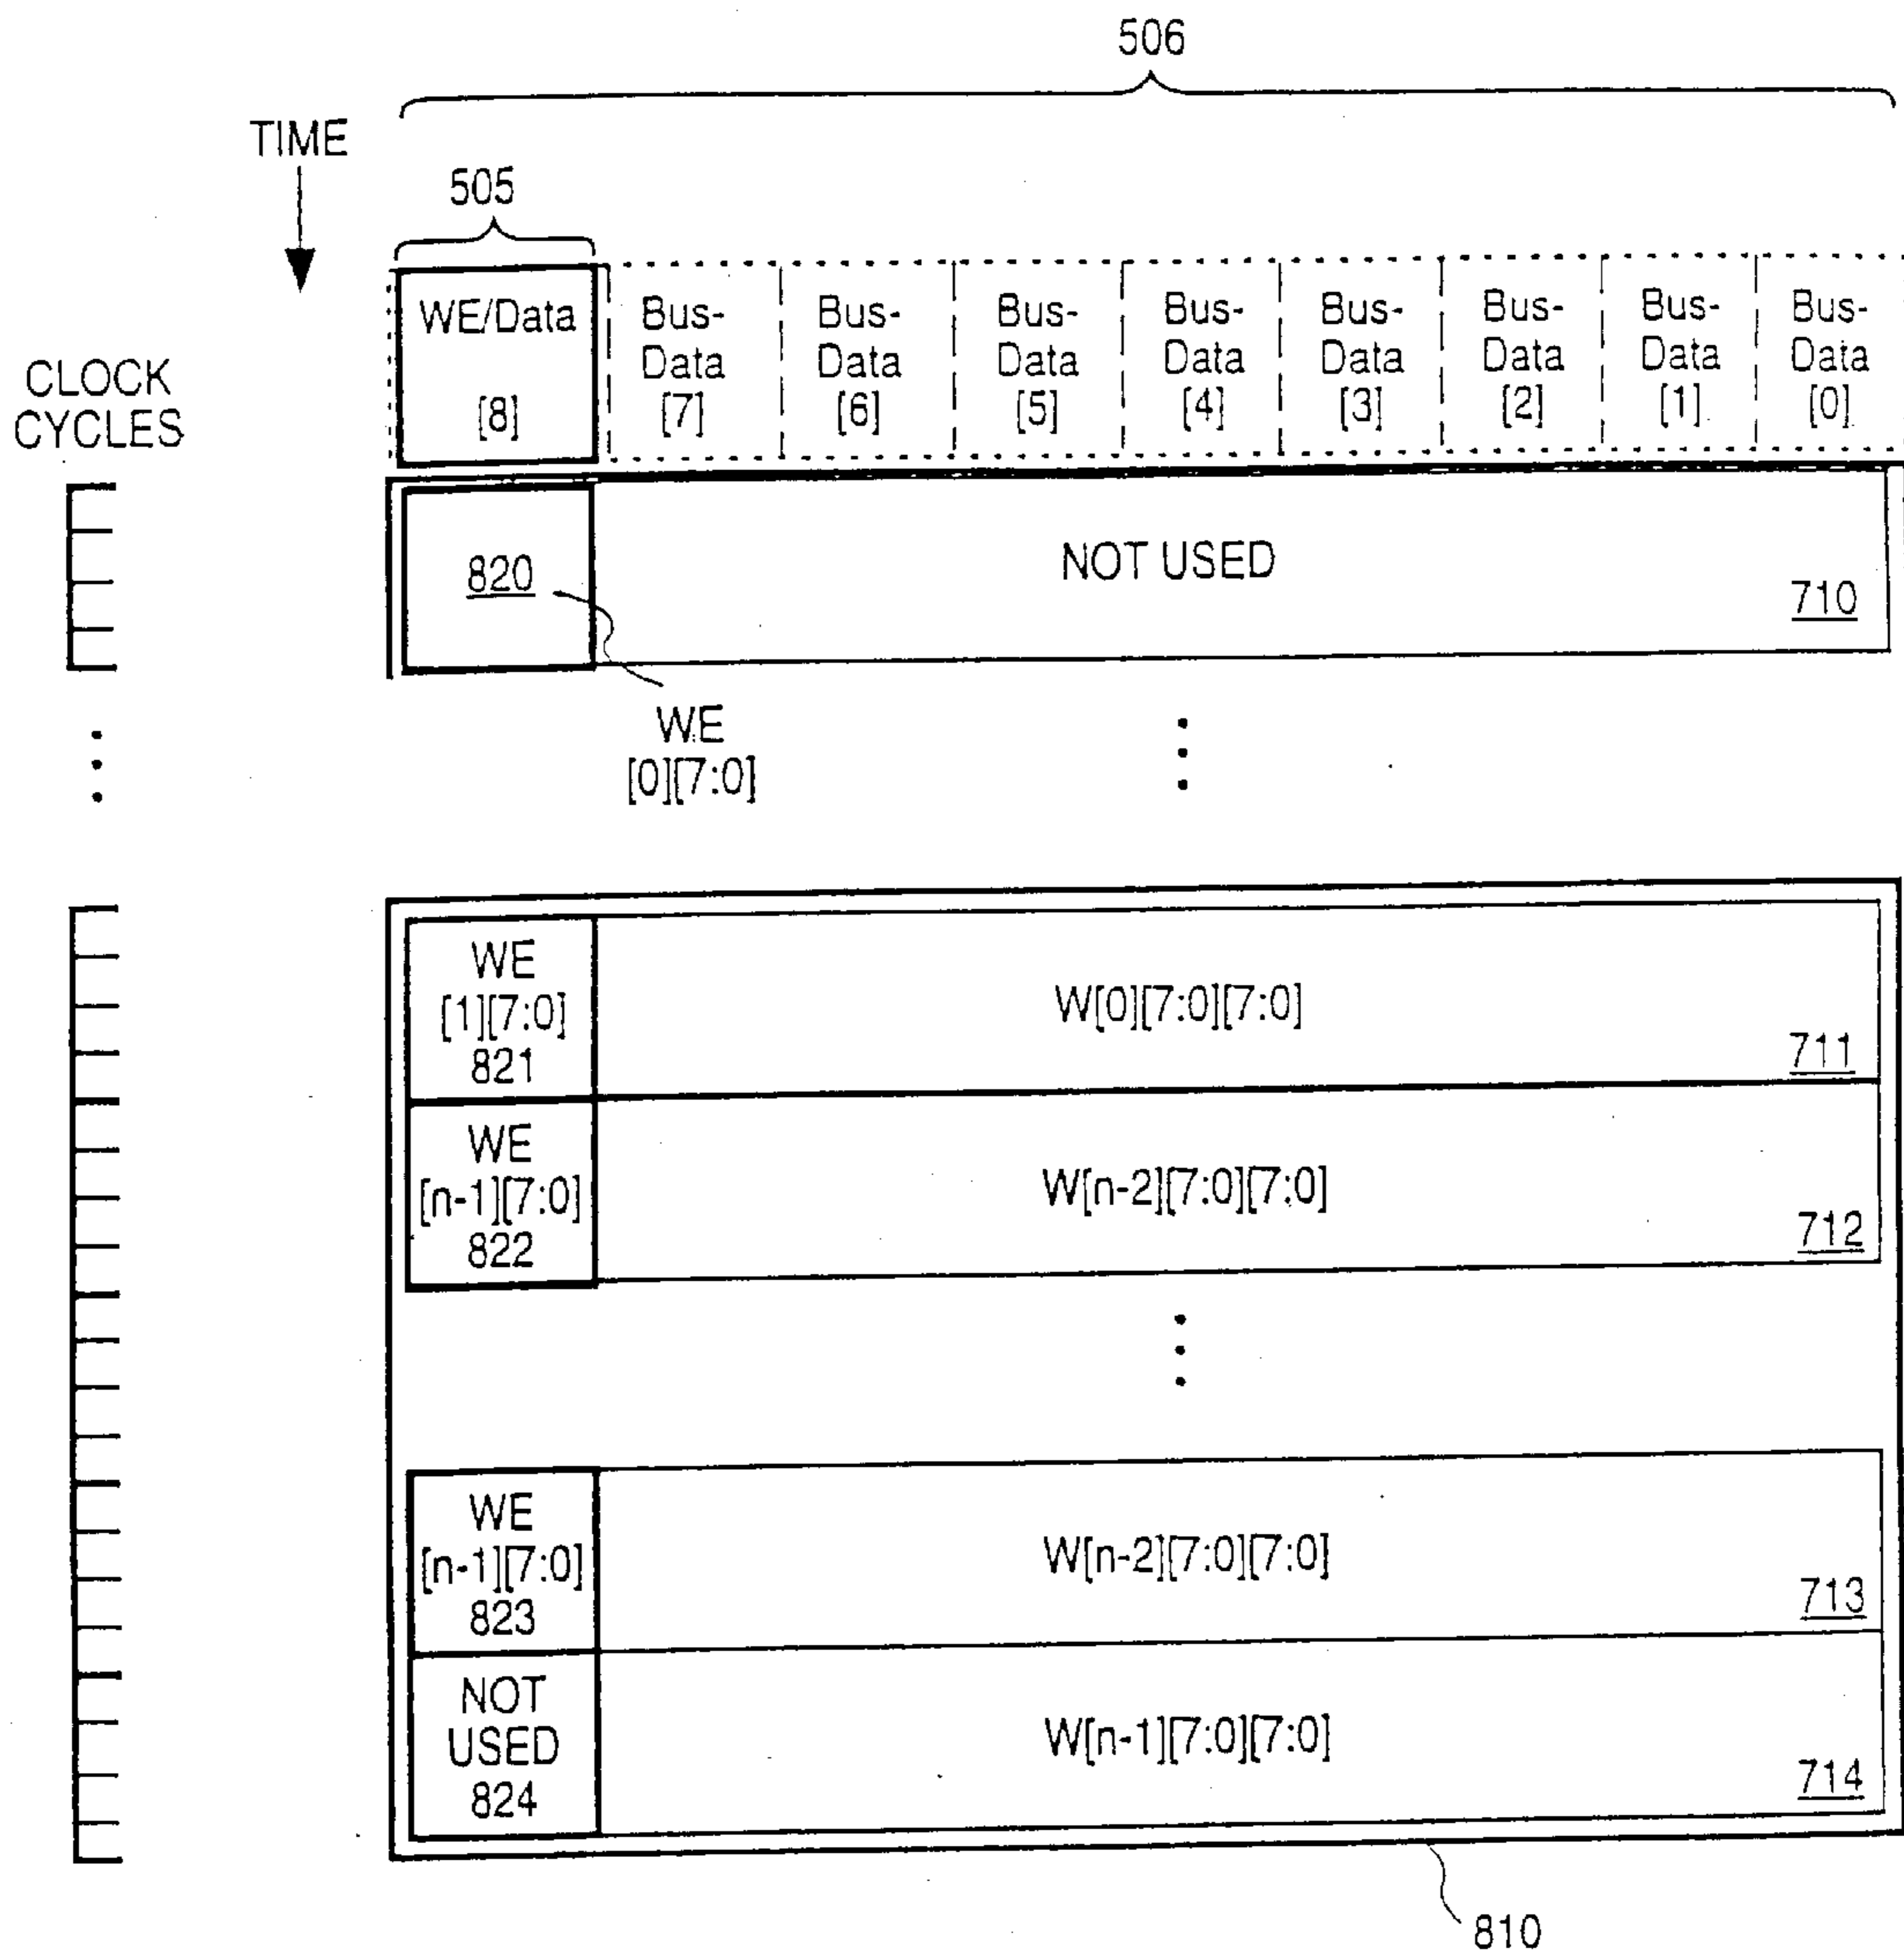 506
TIME
505
CLOCK
CYCLES
WE/Data
[8]
Bus-
Data
[7]
Bus-
Data
[6]
Bus-
Data
[5]
Bus-
Data
[4]
Bus-
Data
[3]
Bus-
Data
[2]
Bus-
Data
[1]
Bus-
Data
[0]
820
NOT USED
710
WE
[0][7:0]
WE
[1][7:0]
821
W[0][7:0][7:0]
711
WE
[n-1][7:0]
822
W[n-2][7:0][7:0]
712
WE
[n-1][7:0]
823
W[n-2][7:0][7:0]
713
NOT
USED
824
W[n-1][7:0][7:0]
714
810